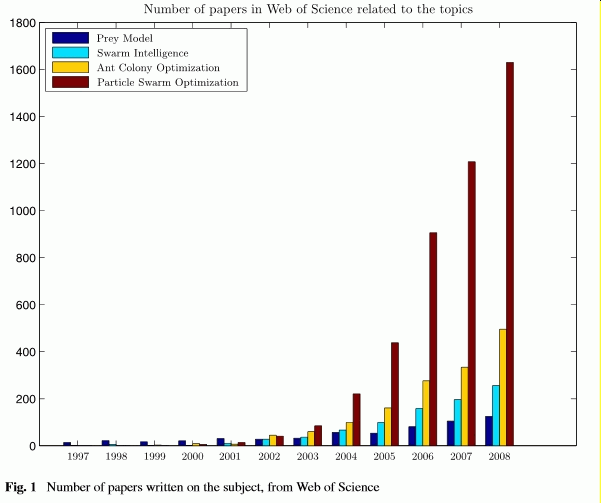 Number of papers in Web of Science related to the topics
1800
Prey Model
Swarm Intelligence
Ant Colony Optimization
Particle Swarm Optimization
1600
1400
1200
1000
800
600
400
200
0
1997 1998 1999 2000 2001 2002 2003 2004 2005 2006 2007 2008
Fig. 1 Number of papers written on the subject, from Web of Science